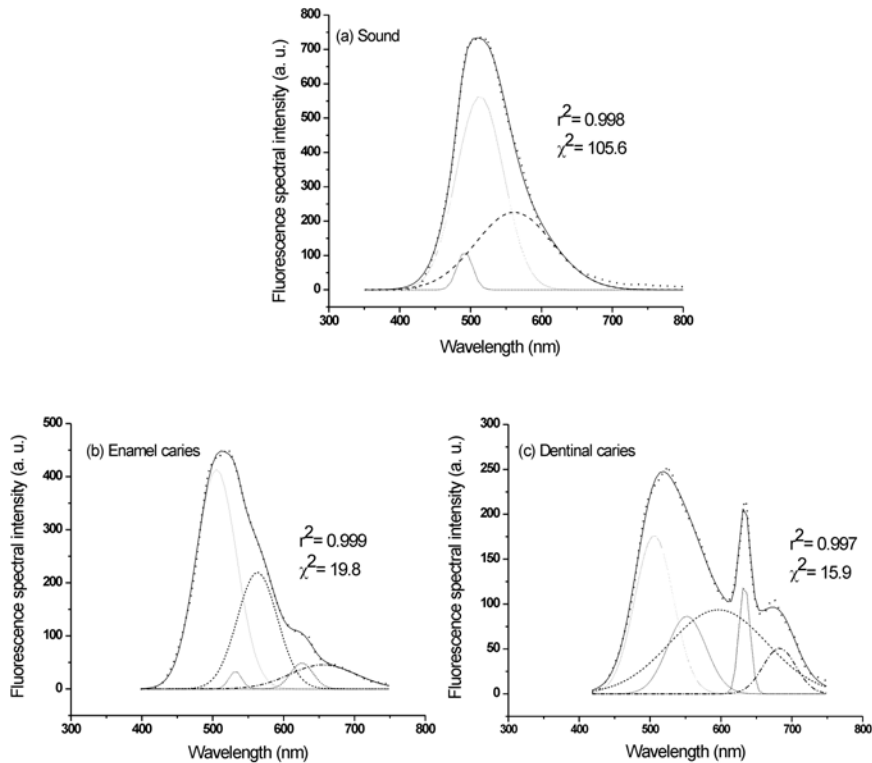 (a) Sound
Fluorescence spectral intensity (a. u.)
800
700
600
500
400
300
200
100
0
r²= 0.998
χ²= 105.6
300 400 500 600 700 800
Wavelength (nm)
(b) Enamel caries
Fluorescence spectral intensity (a. u.)
500
400
300
200
100
0
r²= 0.999
χ²= 19.8
300 400 500 600 700 800
Wavelength (nm)
(c) Dentinal caries
Fluorescence spectral intensity (a. u.)
300
250
200
150
100
50
0
r²= 0.997
χ²= 15.9
300 400 500 600 700 800
Wavelength (nm)